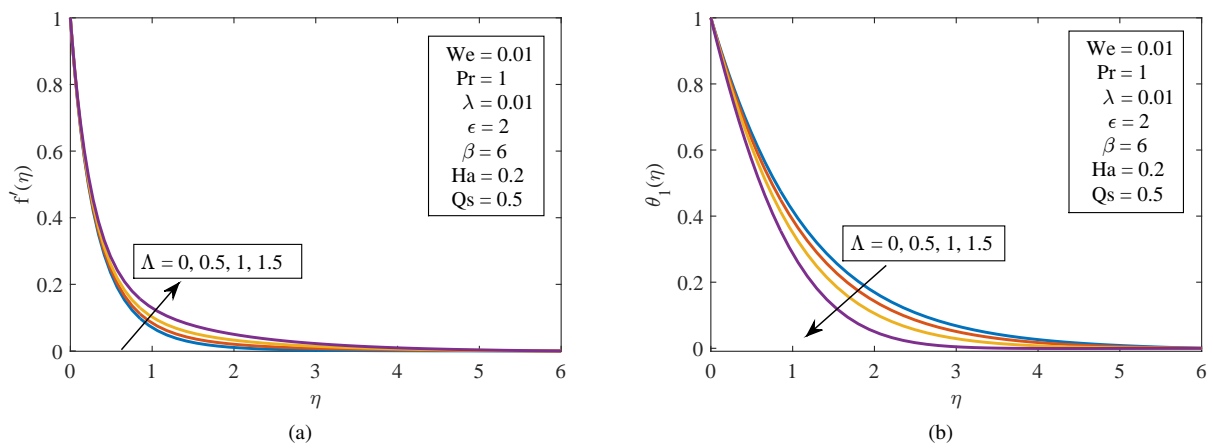 1
0.8
0.6
0.4
0.2
0
f′(η)
We = 0.01
Pr = 1
λ = 0.01
ϵ = 2
β = 6
Ha = 0.2
Qs = 0.5
Λ = 0, 0.5, 1, 1.5
0 1 2 3 4 5 6
η
(a)
1
0.8
0.6
0.4
0.2
0
θ₁(η)
We = 0.01
Pr = 1
λ = 0.01
ϵ = 2
β = 6
Ha = 0.2
Qs = 0.5
Λ = 0, 0.5, 1, 1.5
0 1 2 3 4 5 6
η
(b)